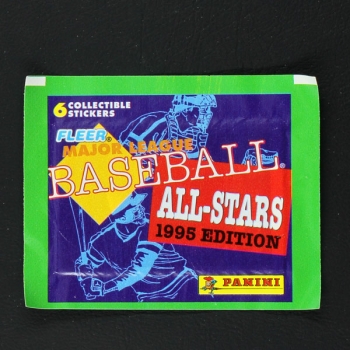 6 COLLECTIBLE
STICKERS
FLEER®
MAJOR LEAGUE
BASEBALL®
ALL-STARS
1995 EDITION
PANINI